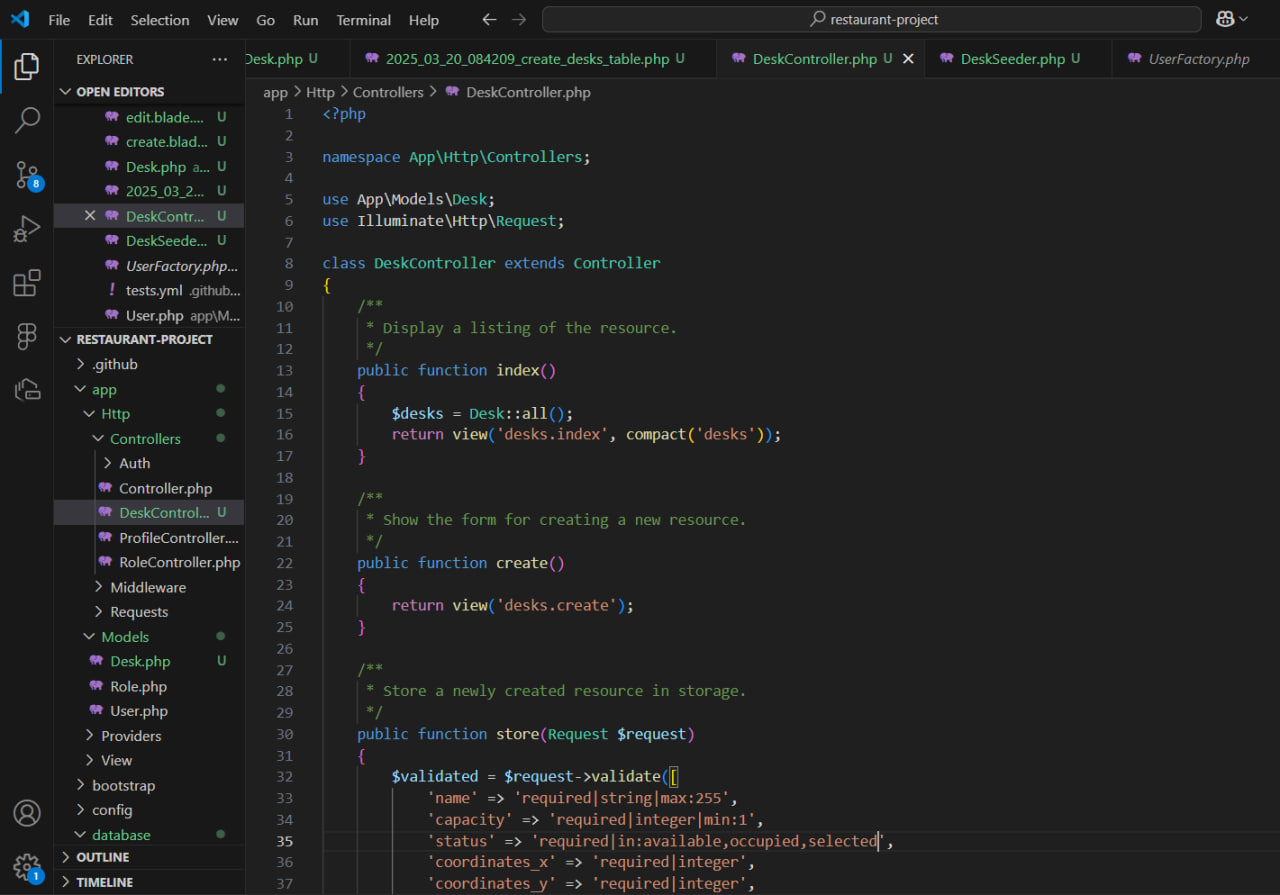 File Edit Selection View Go Run Terminal Help
restaurant-project
EXPLORER ...
Desk.php U
2025_03_20_084209_create_desks_table.php U
DeskController.php U
DeskSeeder.php U
UserFactory.php
OPEN EDITORS
edit.blade.... U
create.blad... U
Desk.php a... U
2025_03_2... U
DeskContr... U
DeskSeede... U
UserFactory.php...
! tests.yml .github...
User.php app\M...
RESTAURANT-PROJECT
.github
app
Http
Controllers
Auth
Controller.php
DeskControl... U
ProfileController....
RoleController.php
Middleware
Requests
Models
Desk.php U
Role.php
User.php
Providers
View
bootstrap
config
database
OUTLINE
TIMELINE
8
1
app > Http > Controllers > DeskController.php
1 <?php
2
3 namespace App\Http\Controllers;
4
5 use App\Models\Desk;
6 use Illuminate\Http\Request;
7
8 class DeskController extends Controller
9 {
10 /**
11 * Display a listing of the resource.
12 */
13 public function index()
14 {
15 $desks = Desk::all();
16 return view('desks.index', compact('desks'));
17 }
18
19 /**
20 * Show the form for creating a new resource.
21 */
22 public function create()
23 {
24 return view('desks.create');
25 }
26
27 /**
28 * Store a newly created resource in storage.
29 */
30 public function store(Request $request)
31 {
32 $validated = $request->validate([
33 'name' => 'required|string|max:255',
34 'capacity' => 'required|integer|min:1',
35 'status' => 'required|in:available,occupied,selected',
36 'coordinates_x' => 'required|integer',
37 'coordinates_y' => 'required|integer',